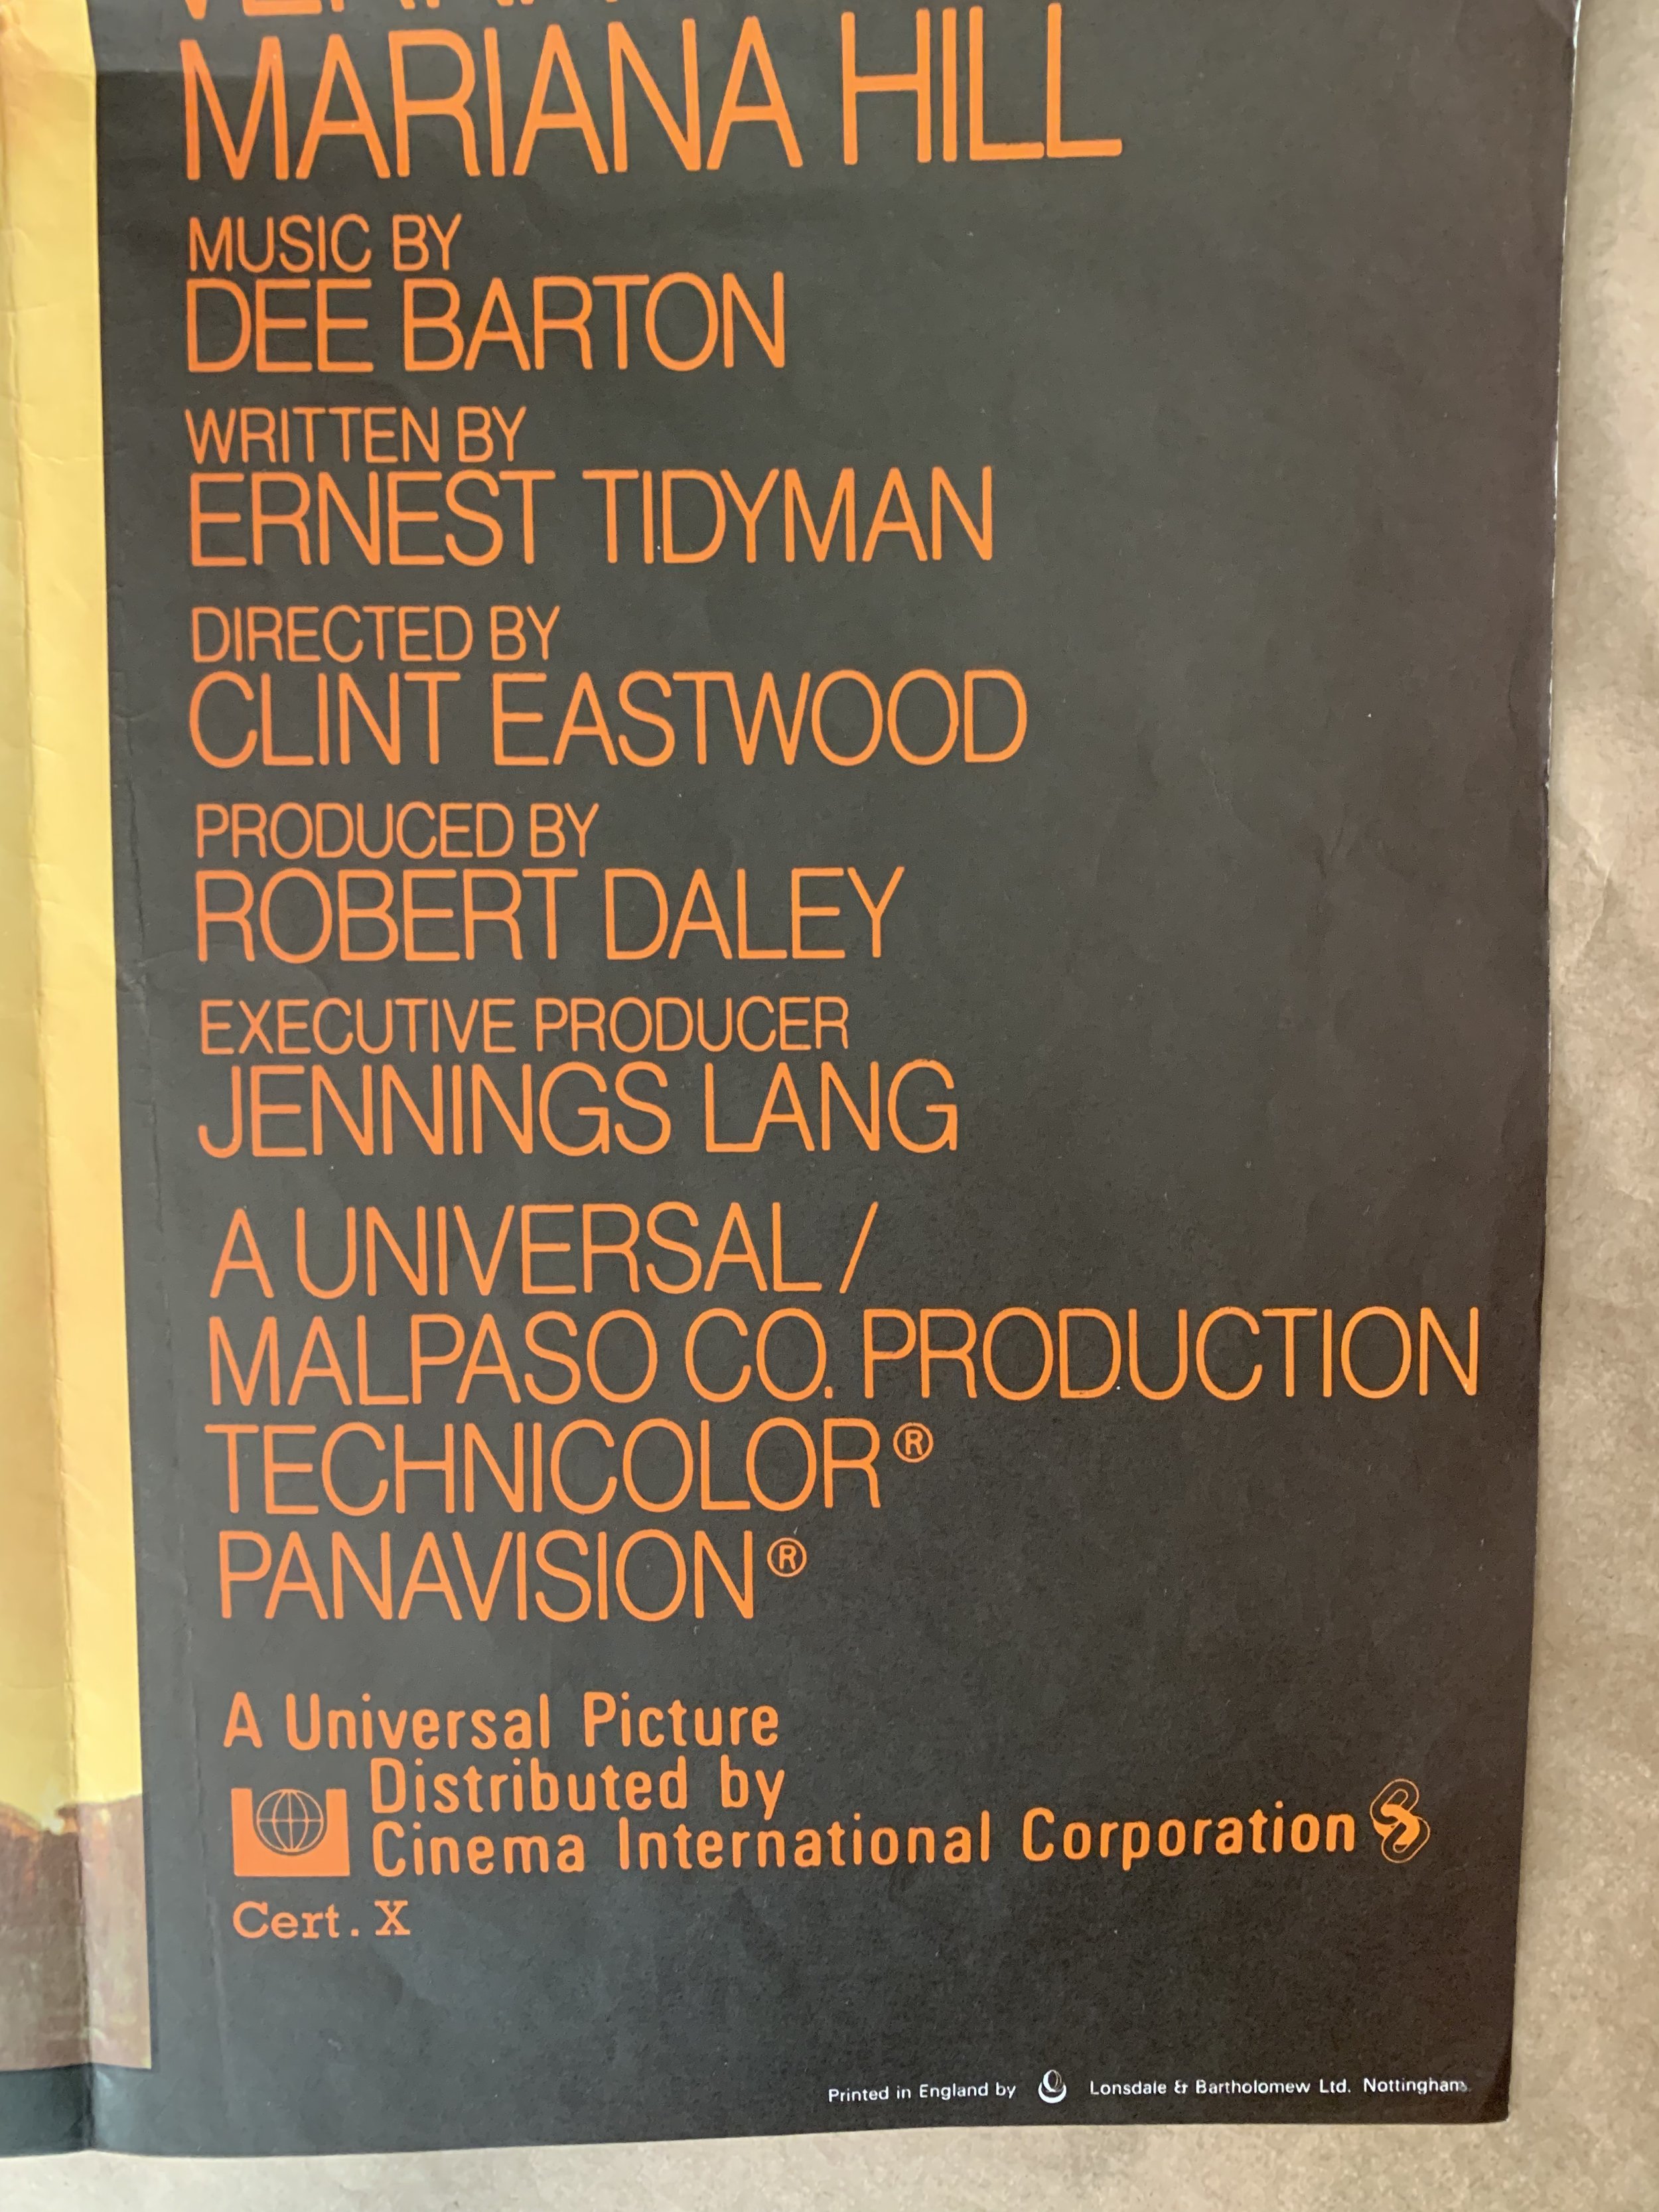 MARIANA HILL
MUSIC BY
DEE BARTON
WRITTEN BY
ERNEST TIDYMAN
DIRECTED BY
CLINT EASTWOOD
PRODUCED BY
ROBERT DALEY
EXECUTIVE PRODUCER
JENNINGS LANG
A UNIVERSAL /
MALPASO CO. PRODUCTION
TECHNICOLOR®
PANAVISION®
A Universal Picture
Distributed by
Cinema International Corporation
Cert. X
Printed in England by Lonsdale & Bartholomew Ltd. Nottingham